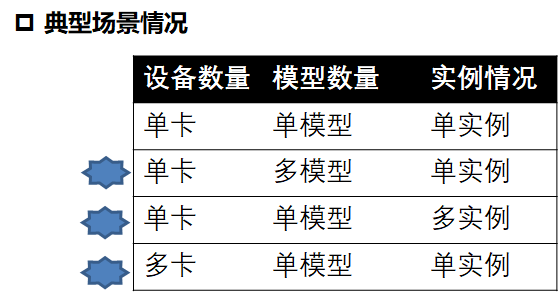 典型场景情况
设备数量 模型数量 实例情况
单卡 单模型 单实例
单卡 多模型 单实例
单卡 单模型 多实例
多卡 单模型 单实例